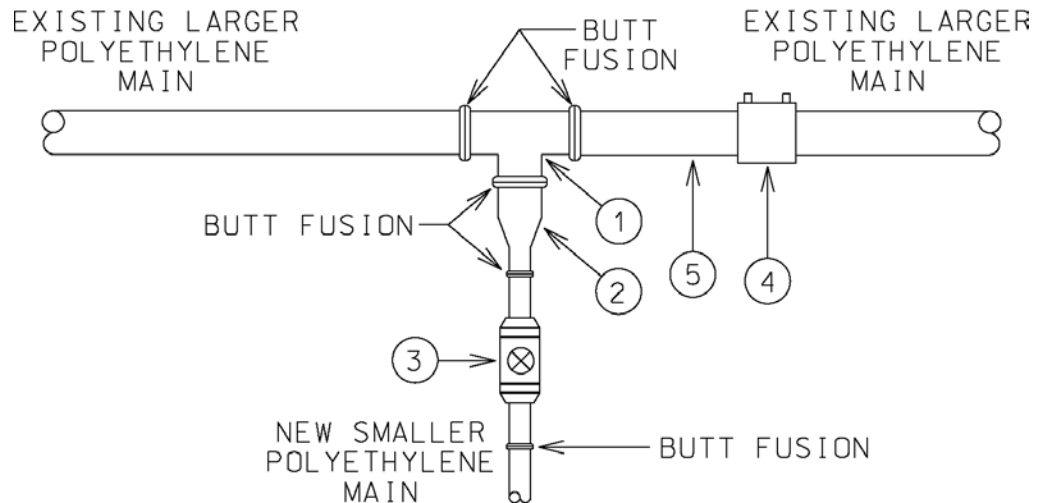 EXISTING LARGER
POLYETHYLENE
MAIN
BUTT
FUSION
EXISTING LARGER
POLYETHYLENE
MAIN
BUTT FUSION
1
2
5
4
3
NEW SMALLER
POLYETHYLENE
MAIN
BUTT FUSION